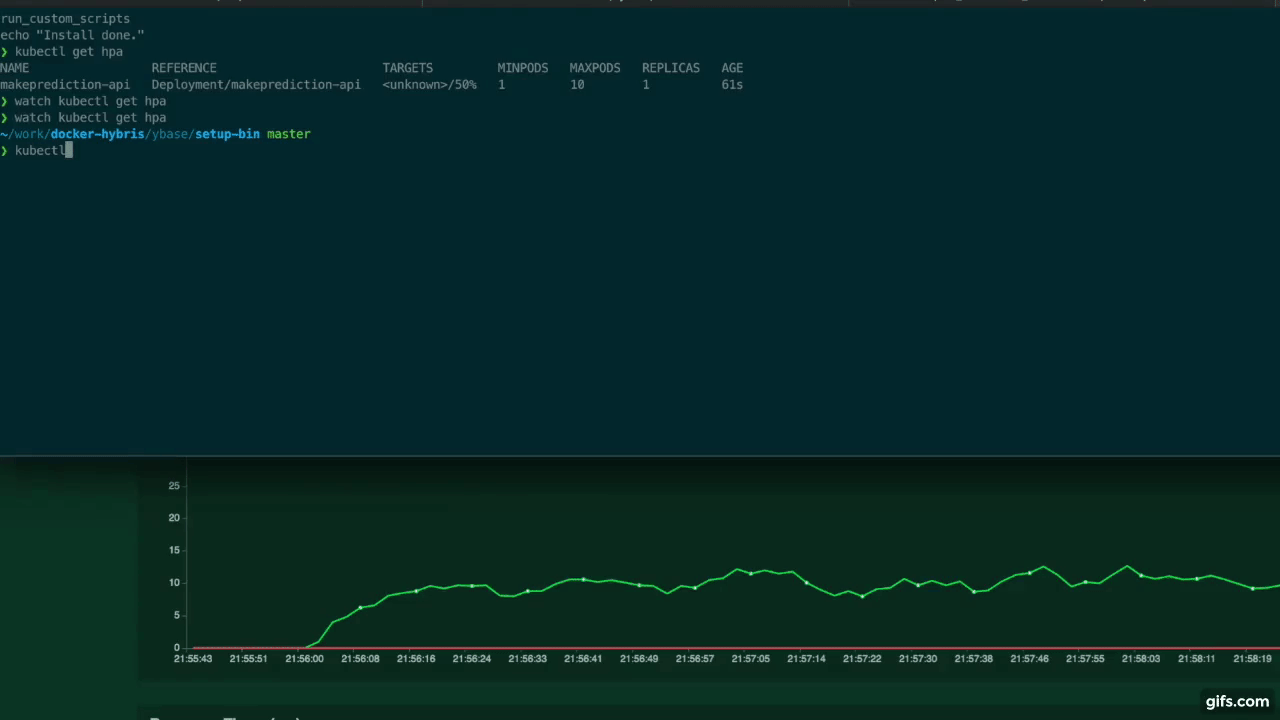 run_custom_scripts
echo "Install done."
❯ kubectl get hpa
NAME REFERENCE TARGETS MINPODS MAXPODS REPLICAS AGE
makeprediction-api Deployment/makeprediction-api <unknown>/50% 1 10 1 61s
❯ watch kubectl get hpa
❯ watch kubectl get hpa
~/work/docker-hybris/ybase/setup-bin master
❯ kubectl
25
20
15
10
5
0
21:55:43 21:55:51 21:56:00 21:56:08 21:56:16 21:56:24 21:56:33 21:56:41 21:56:49 21:56:57 21:57:05 21:57:14 21:57:22 21:57:30 21:57:38 21:57:46 21:57:55 21:58:03 21:58:11 21:58:19
gifs.com